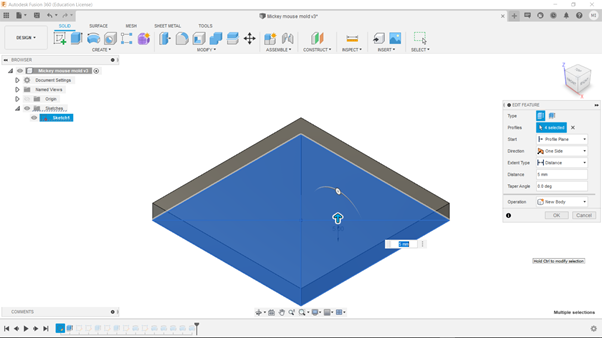 Autodesk Fusion 360 (Education License)
Mickey mouse mold v3*
DESIGN
SOLID SURFACE MESH SHEET METAL TOOLS
CREATE MODIFY ASSEMBLE CONSTRUCT INSPECT INSERT SELECT
BROWSER
Mickey mouse mold v3
Document Settings
Named Views
Origin
Sketches
Sketch1
EDIT FEATURE
Type
Profiles 4 selected
Start Profile Plane
Direction One Side
Extent Type Distance
Distance 5 mm
Taper Angle 0.0 deg
Operation New Body
OK Cancel
Hold Ctrl to modify selection
COMMENTS
Multiple selections